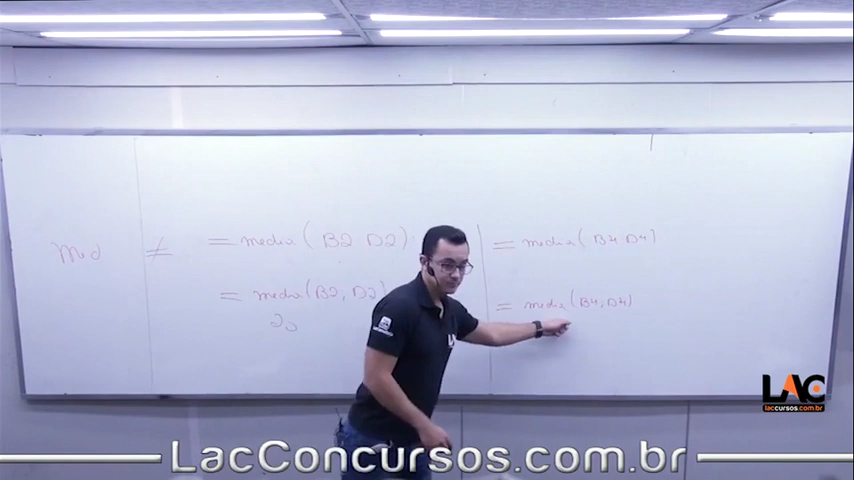 Med ≠ = media(B2 D2) = media(B4 D4)
= media(B2, D2) = media(B4, D4)
LAC
laccursos.com.br
LacConcursos.com.br